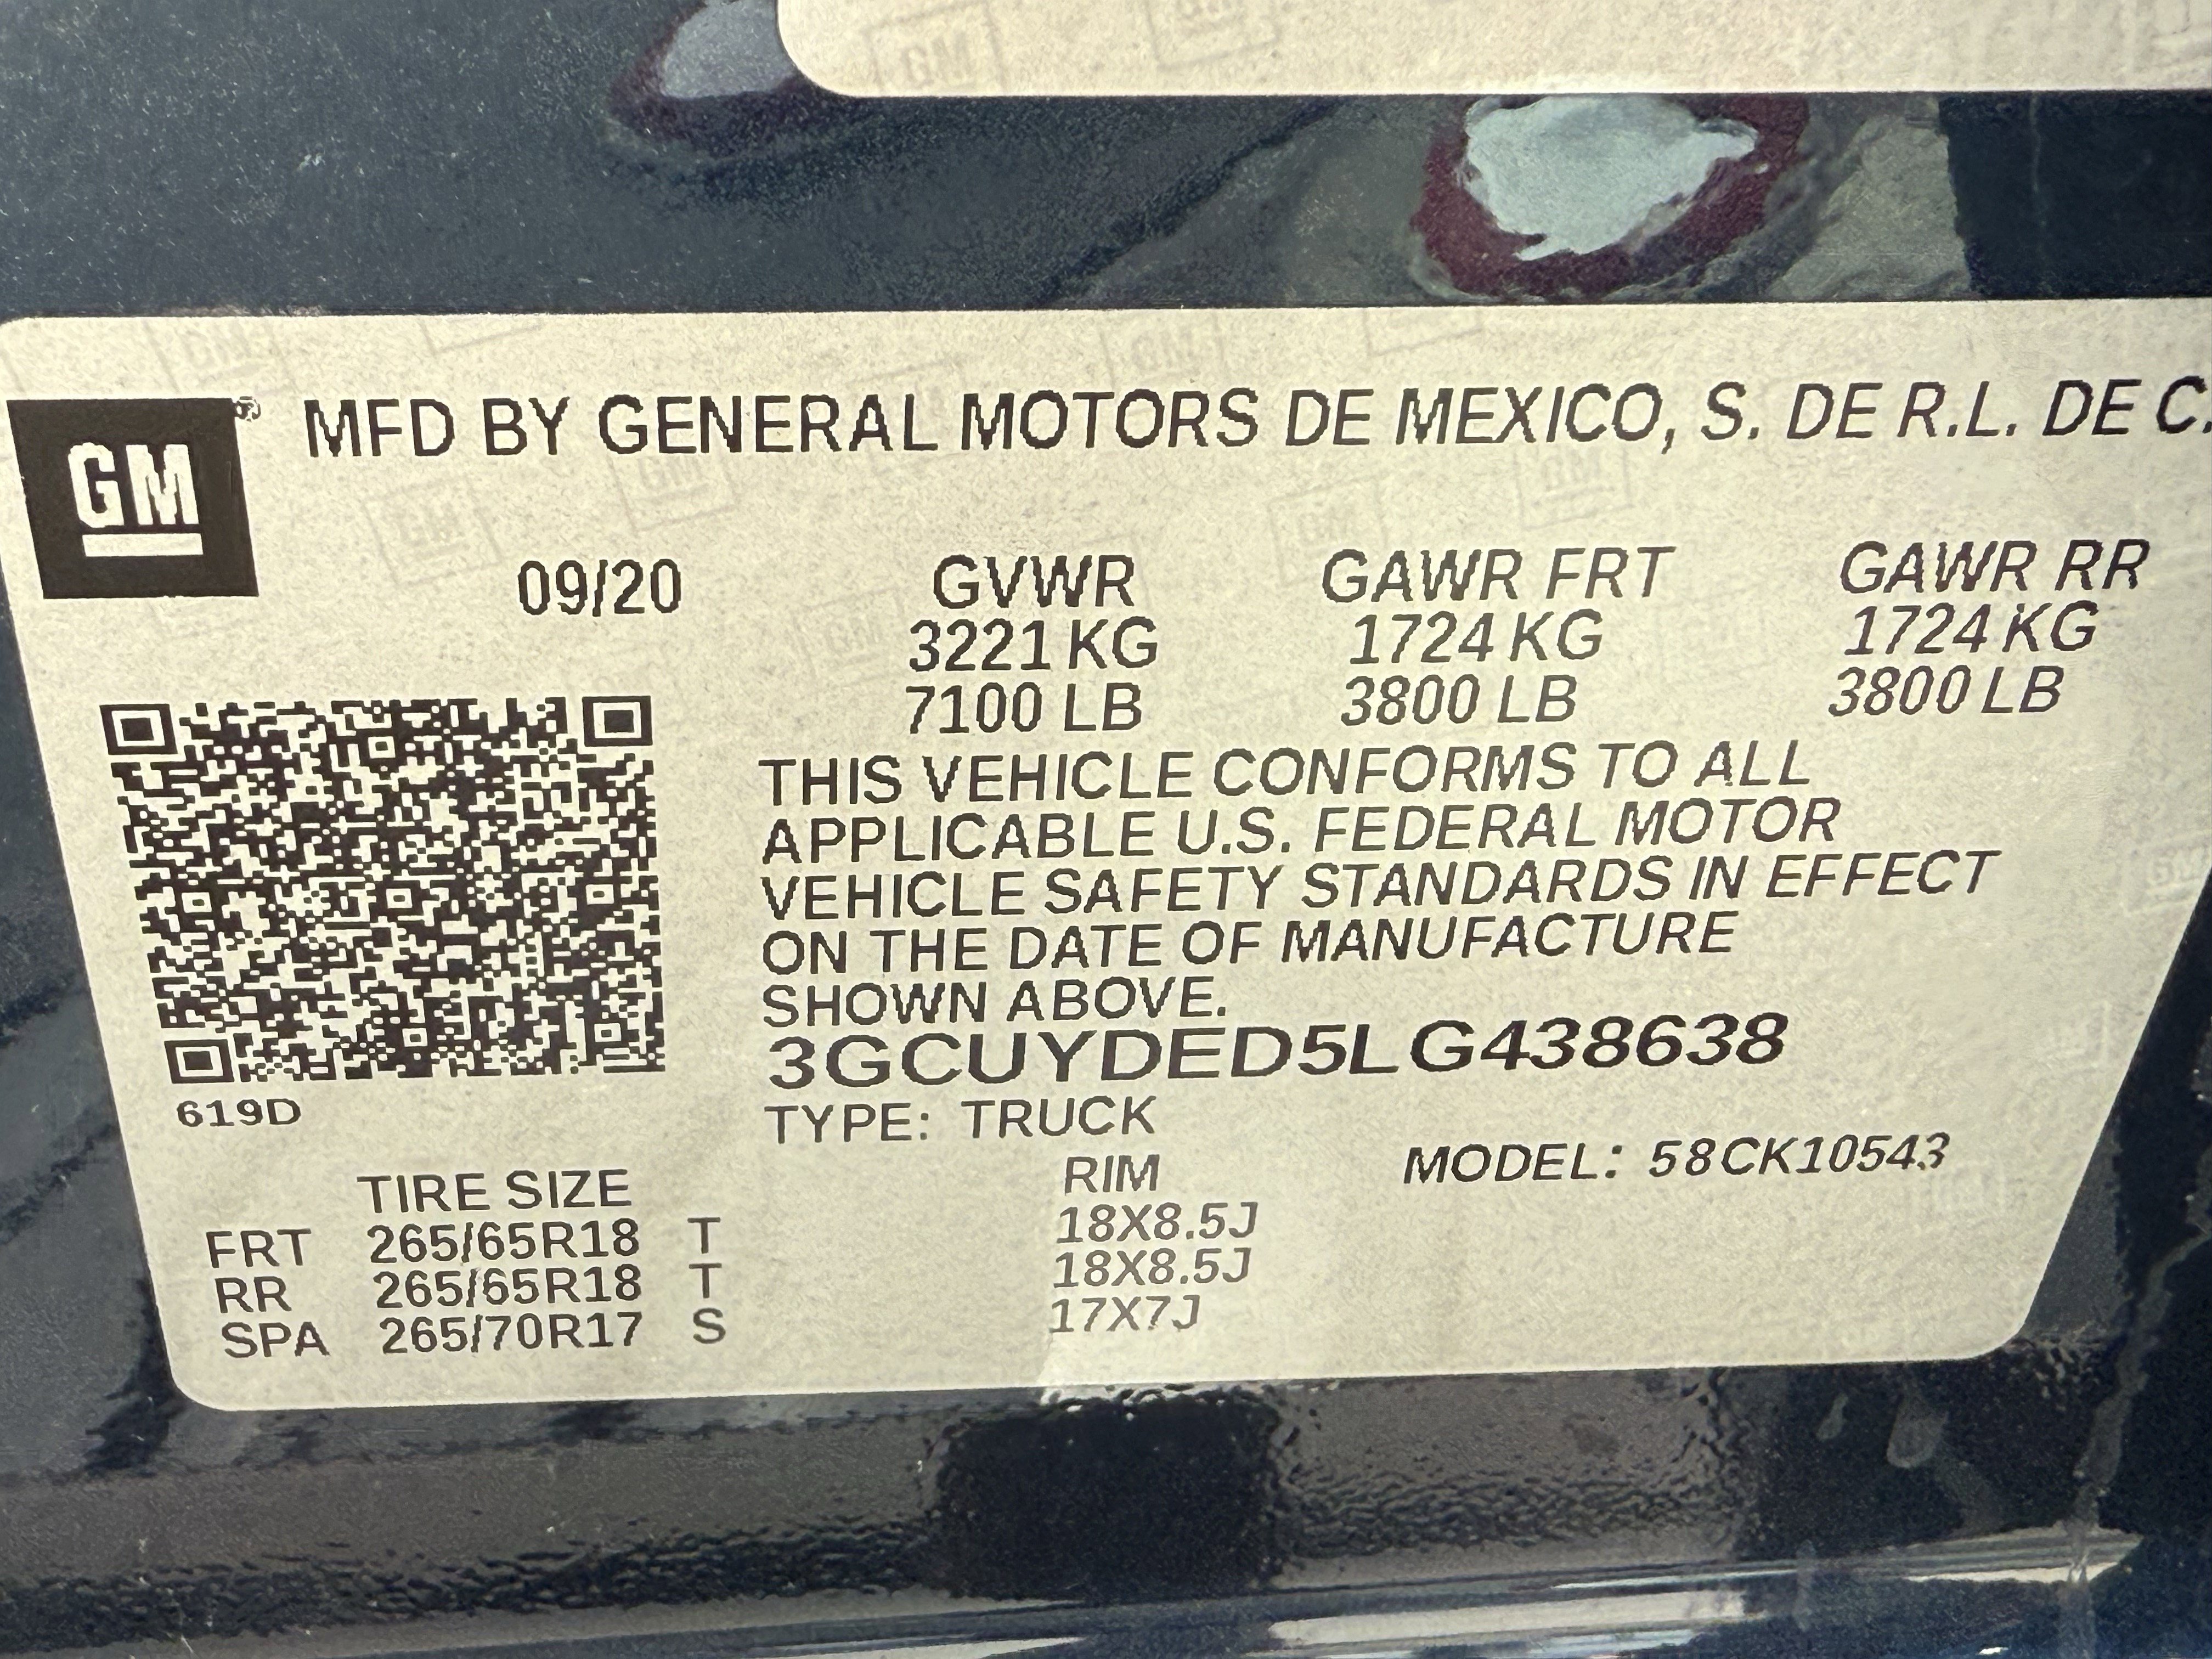 GM
MFD BY GENERAL MOTORS DE MEXICO, S. DE R.L. DE C.
09/20
GVWR GAWR FRT GAWR RR
3221 KG 1724 KG 1724 KG
7100 LB 3800 LB 3800 LB
THIS VEHICLE CONFORMS TO ALL
APPLICABLE U.S. FEDERAL MOTOR
VEHICLE SAFETY STANDARDS IN EFFECT
ON THE DATE OF MANUFACTURE
SHOWN ABOVE.
3GCUYDED5LG438638
619D
TYPE: TRUCK
MODEL: 58CK10543
TIRE SIZE RIM
FRT 265/65R18 T 18X8.5J
RR 265/65R18 T 18X8.5J
SPA 265/70R17 S 17X7J